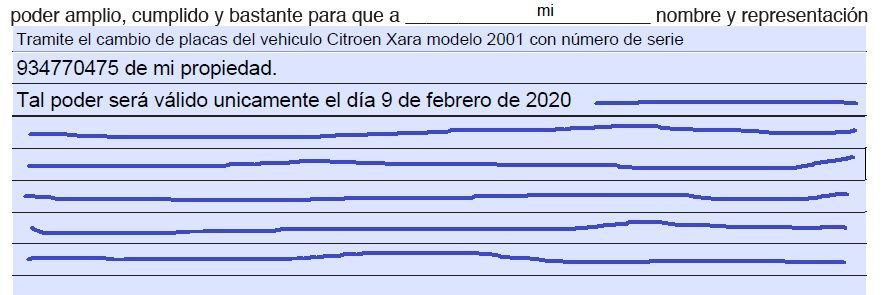 poder amplio, cumplido y bastante para que a mi nombre y representación
Tramite el cambio de placas del vehiculo Citroen Xara modelo 2001 con número de serie
934770475 de mi propiedad.
Tal poder será válido unicamente el día 9 de febrero de 2020